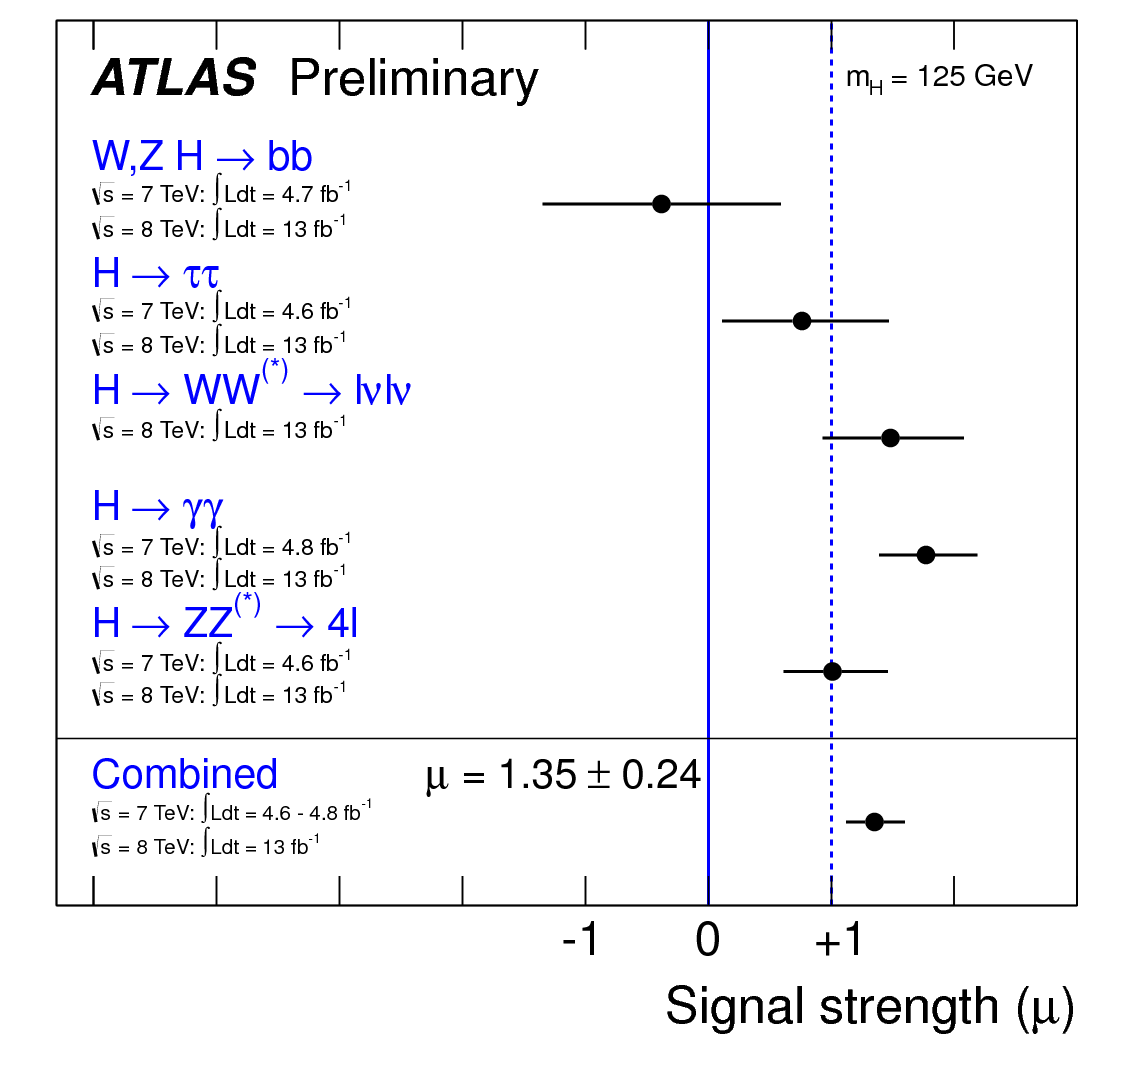 ATLAS Preliminary
m_H = 125 GeV
W,Z H → bb
√s = 7 TeV: ∫Ldt = 4.7 fb⁻¹
√s = 8 TeV: ∫Ldt = 13 fb⁻¹
H → ττ
√s = 7 TeV: ∫Ldt = 4.6 fb⁻¹
√s = 8 TeV: ∫Ldt = 13 fb⁻¹
H → WW⁽*⁾ → lνlν
√s = 8 TeV: ∫Ldt = 13 fb⁻¹
H → γγ
√s = 7 TeV: ∫Ldt = 4.8 fb⁻¹
√s = 8 TeV: ∫Ldt = 13 fb⁻¹
H → ZZ⁽*⁾ → 4l
√s = 7 TeV: ∫Ldt = 4.6 fb⁻¹
√s = 8 TeV: ∫Ldt = 13 fb⁻¹
Combined μ = 1.35 ± 0.24
√s = 7 TeV: ∫Ldt = 4.6 - 4.8 fb⁻¹
√s = 8 TeV: ∫Ldt = 13 fb⁻¹
-1 0 +1
Signal strength (μ)